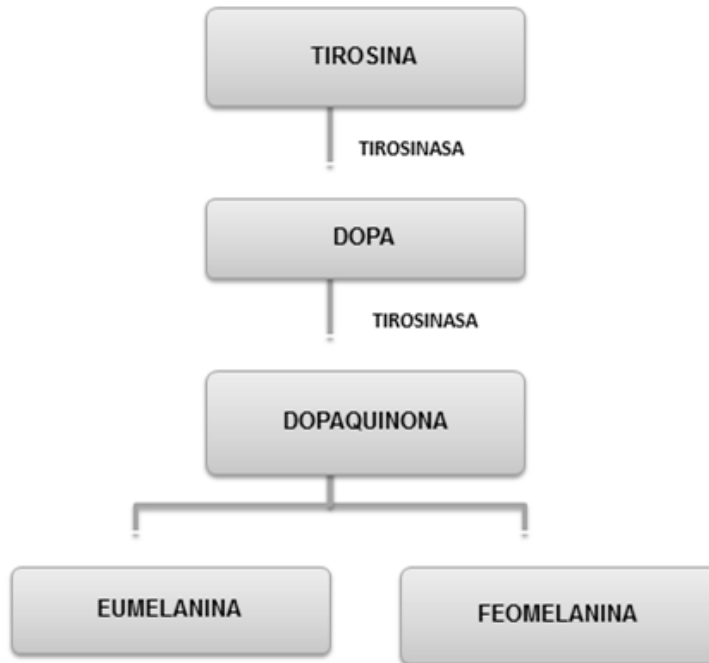 TIROSINA
TIROSINASA
DOPA
TIROSINASA
DOPAQUINONA
EUMELANINA
FEOMELANINA